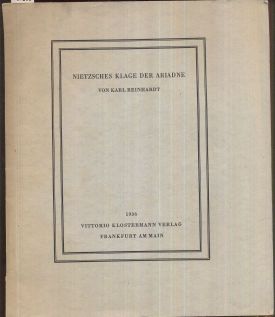 NIETZSCHES KLAGE DER ARIADNE
VON KARL REINHARDT
1936
VITTORIO KLOSTERMANN VERLAG
FRANKFURT AM MAIN